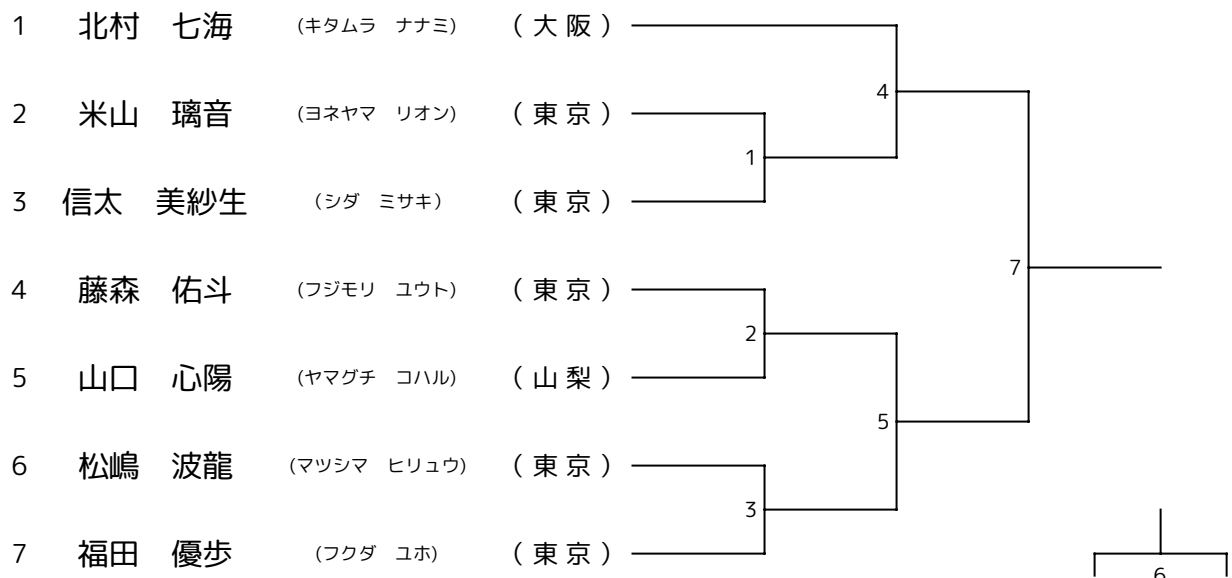 1 北村 七海 (キタムラ ナナミ) (大阪)
4
2 米山 璃音 (ヨネヤマ リオン) (東京)
1
3 信太 美紗生 (シダ ミサキ) (東京)
4 藤森 佑斗 (フジモリ ユウト) (東京)
7
2
5 山口 心陽 (ヤマグチ コハル) (山梨)
5
6 松嶋 波龍 (マツシマ ヒリュウ) (東京)
3
7 福田 優歩 (フクダ ユホ) (東京)
6